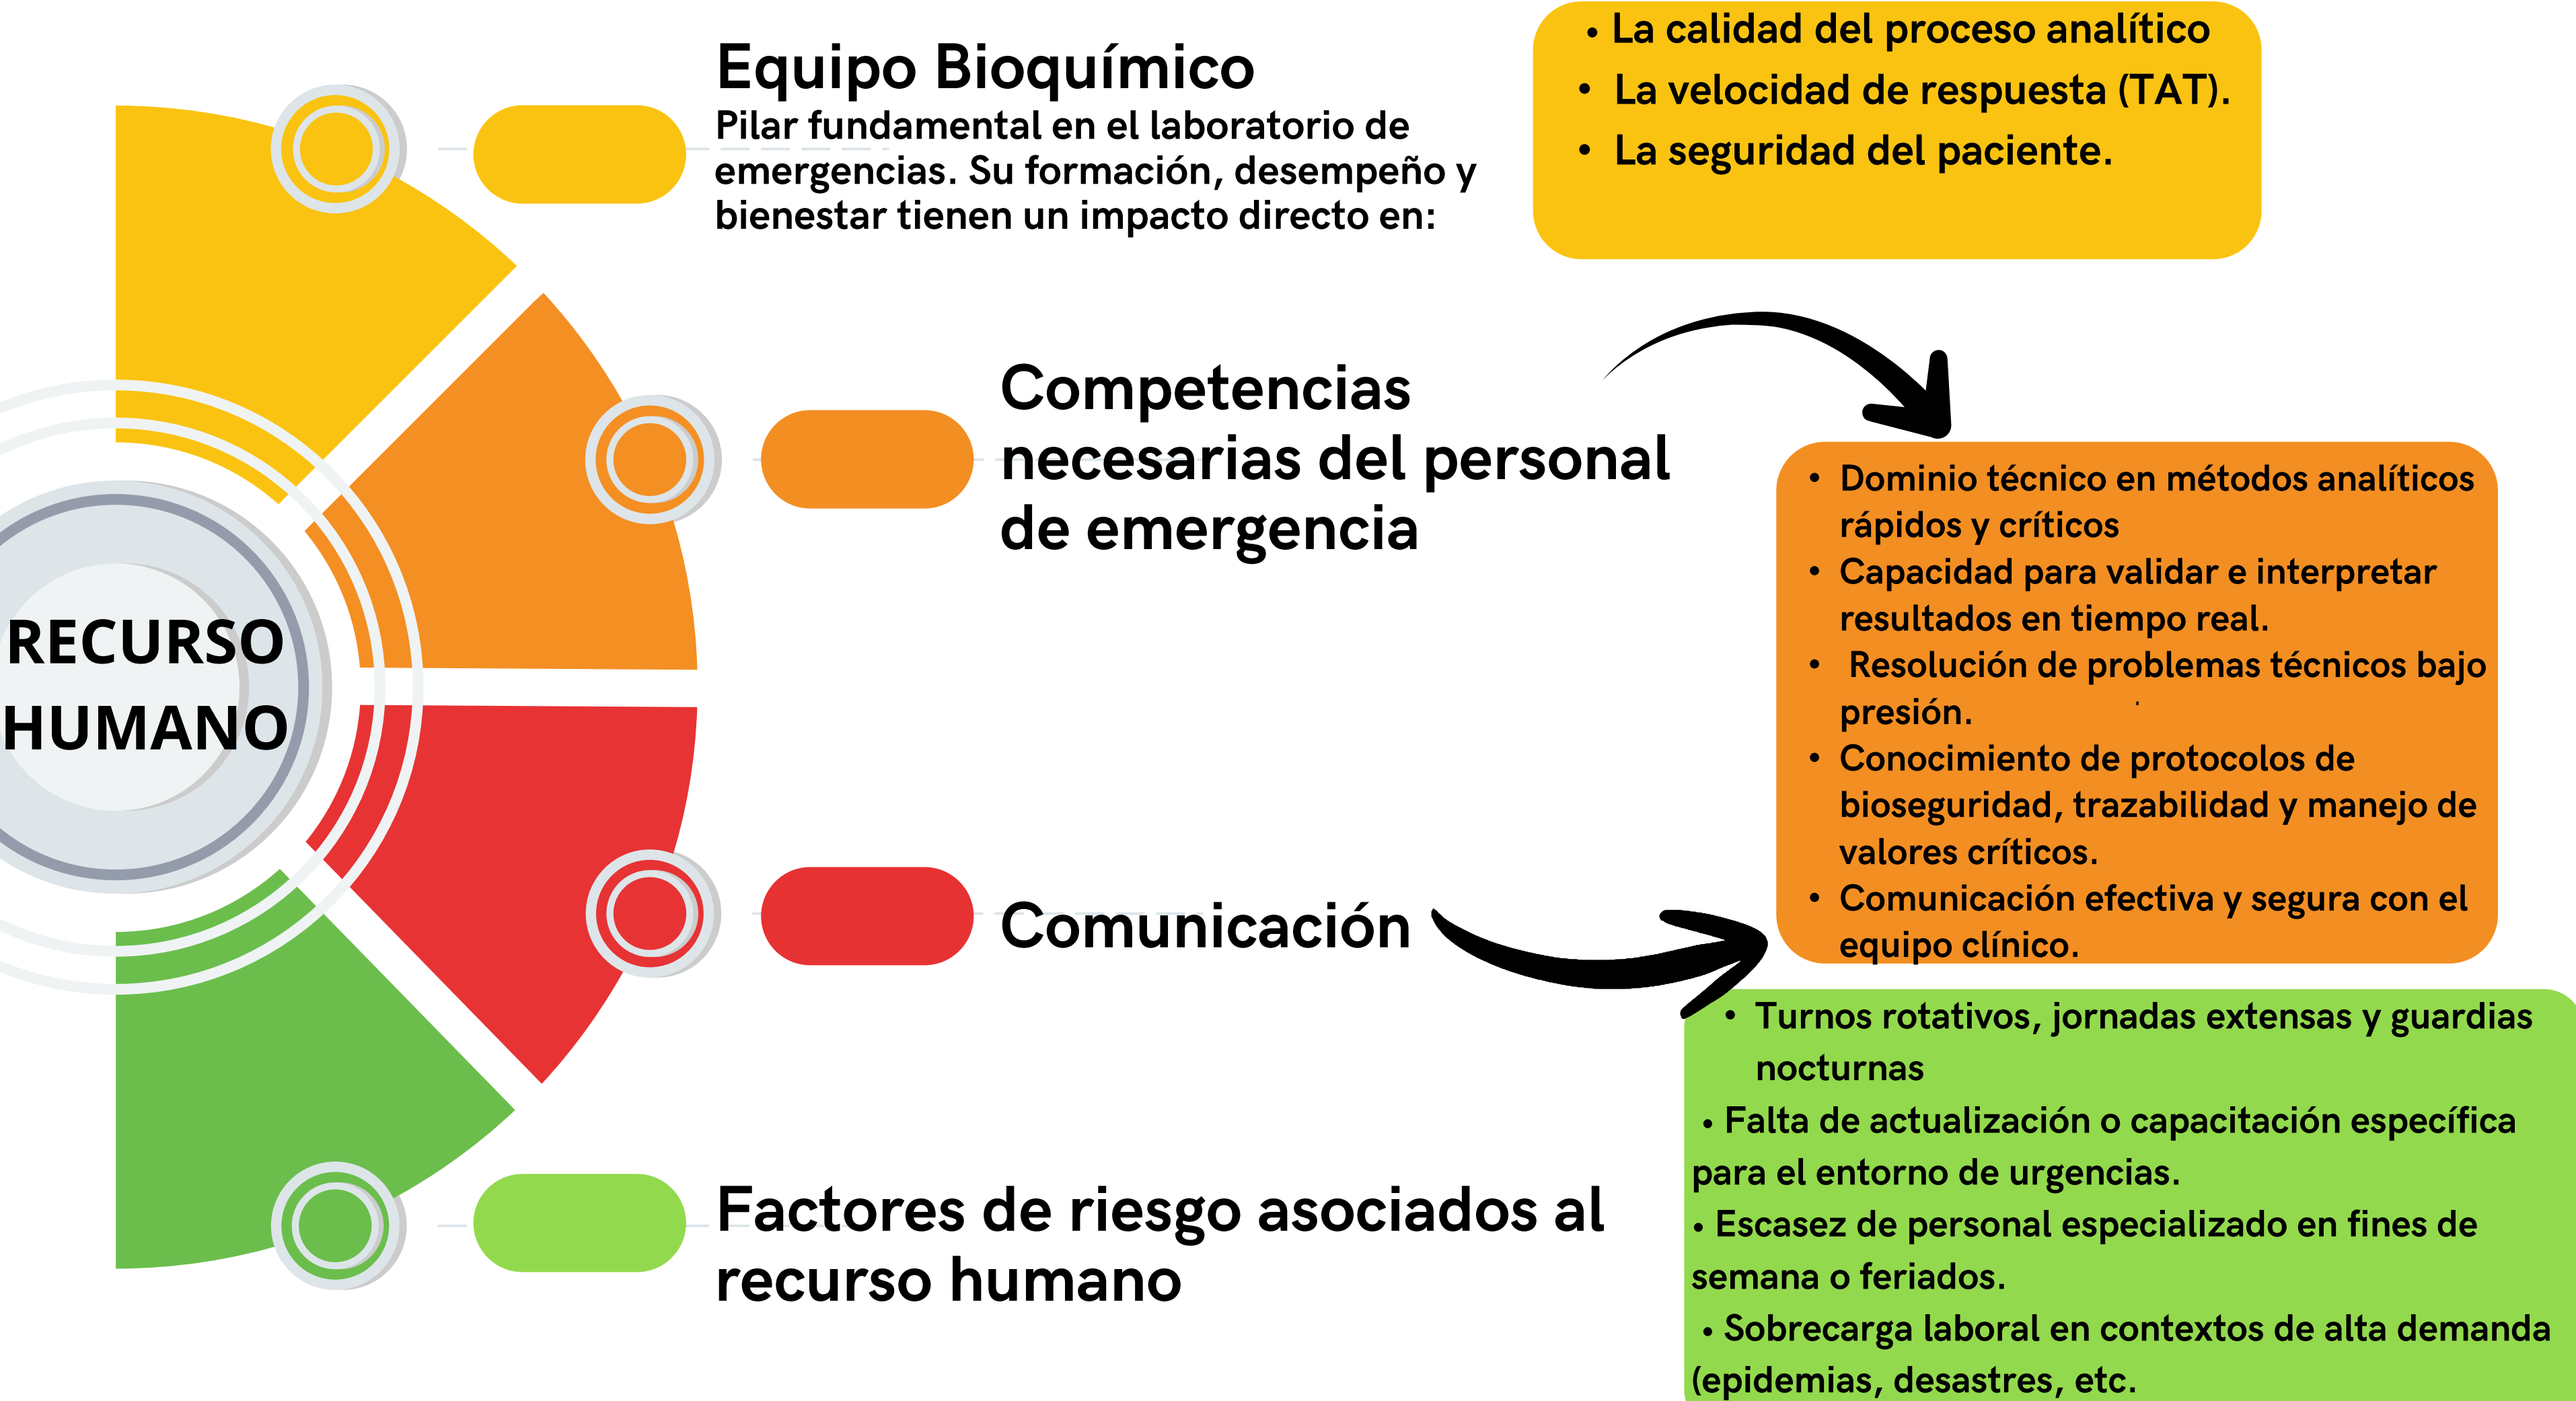 RECURSO
HUMANO
Equipo Bioquímico
Pilar fundamental en el laboratorio de
emergencias. Su formación, desempeño y
bienestar tienen un impacto directo en:
• La calidad del proceso analítico
• La velocidad de respuesta (TAT).
• La seguridad del paciente.
Competencias
necesarias del personal
de emergencia
• Dominio técnico en métodos analíticos
rápidos y críticos
• Capacidad para validar e interpretar
resultados en tiempo real.
• Resolución de problemas técnicos bajo
presión.
• Conocimiento de protocolos de
bioseguridad, trazabilidad y manejo de
valores críticos.
• Comunicación efectiva y segura con el
equipo clínico.
Comunicación
Factores de riesgo asociados al
recurso humano
• Turnos rotativos, jornadas extensas y guardias
nocturnas
• Falta de actualización o capacitación específica
para el entorno de urgencias.
• Escasez de personal especializado en fines de
semana o feriados.
• Sobrecarga laboral en contextos de alta demanda
(epidemias, desastres, etc.